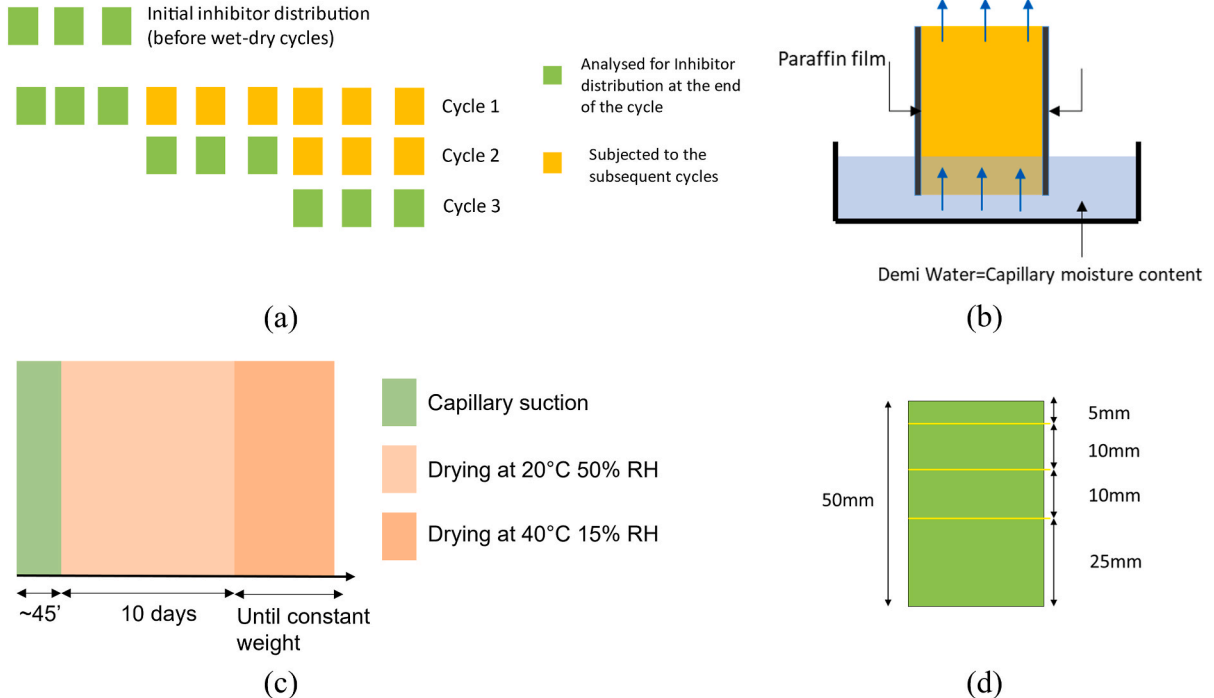 Initial inhibitor distribution
(before wet-dry cycles)
Cycle 1
Cycle 2
Cycle 3
Analysed for Inhibitor
distribution at the end
of the cycle
Subjected to the
subsequent cycles
(a)
Paraffin film
Demi Water=Capillary moisture content
(b)
Capillary suction
Drying at 20°C 50% RH
Drying at 40°C 15% RH
~45’
10 days
Until constant
weight
(c)
50mm
5mm
10mm
10mm
25mm
(d)